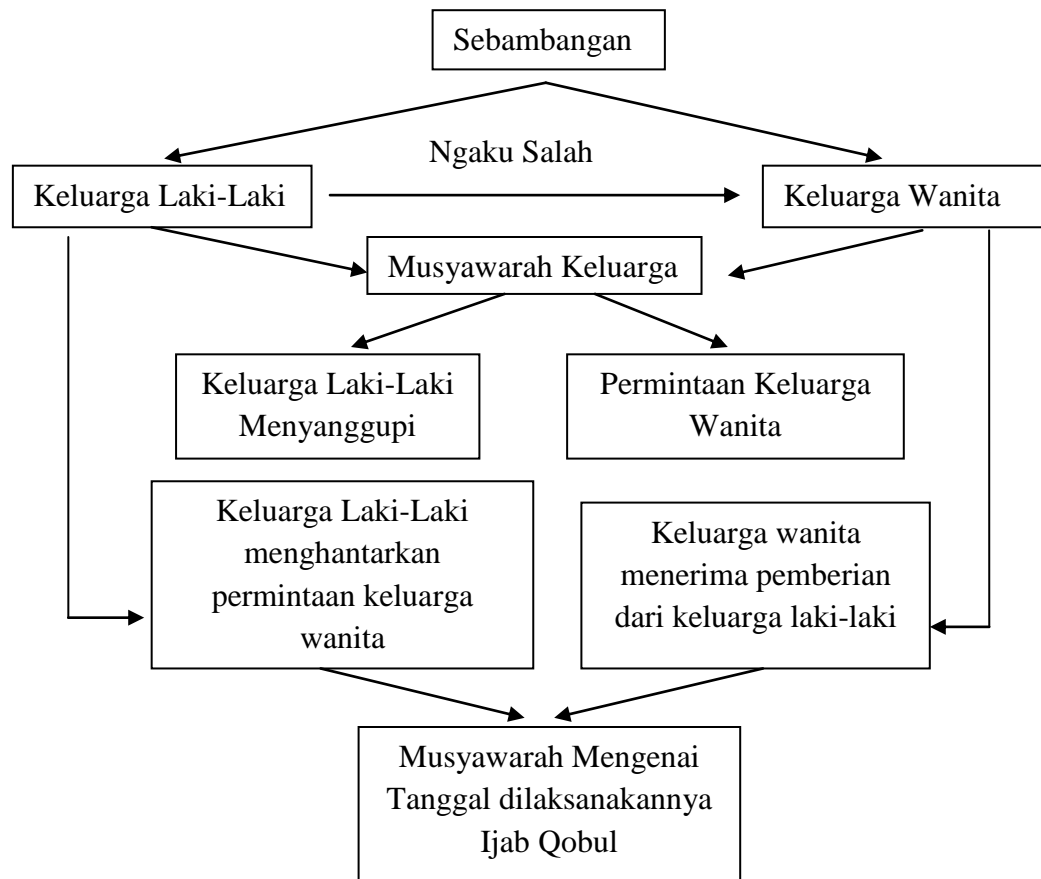 Sebambangan
Ngaku Salah
Keluarga Laki-Laki
Keluarga Wanita
Musyawarah Keluarga
Keluarga Laki-Laki
Menyanggupi
Permintaan Keluarga
Wanita
Keluarga Laki-Laki
menghantarkan
permintaan keluarga
wanita
Keluarga wanita
menerima pemberian
dari keluarga laki-laki
Musyawarah Mengenai
Tanggal dilaksanakannya
Ijab Qobul